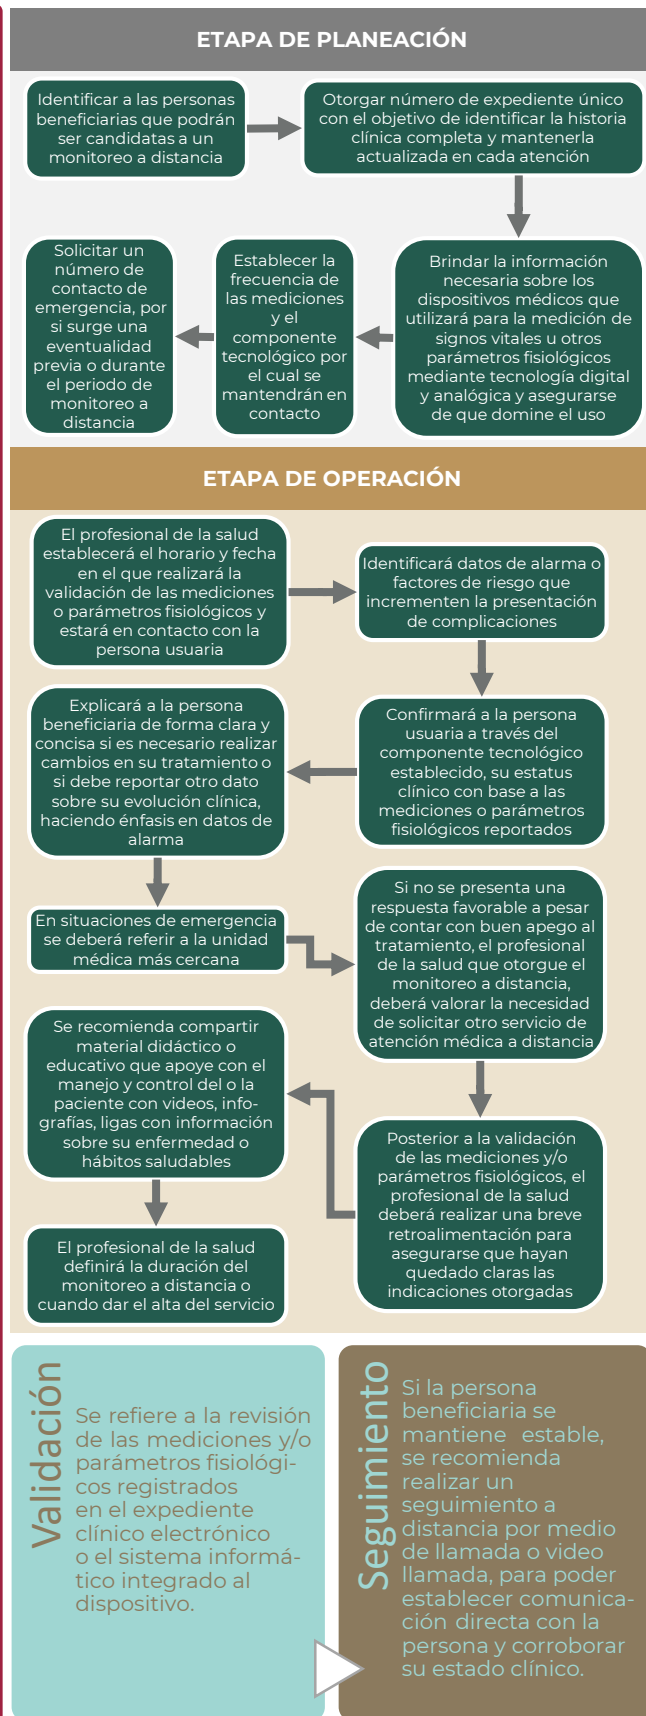 ETAPA DE PLANEACIÓN
Identificar a las personas
beneficiarias que podrán
ser candidatas a un
monitoreo a distancia
Otorgar número de expediente único
con el objetivo de identificar la historia
clínica completa y mantenerla
actualizada en cada atención
Brindar la información
necesaria sobre los
dispositivos médicos que
utilizará para la medición de
signos vitales u otros
parámetros fisiológicos
mediante tecnología digital
y analógica y asegurarse
de que domine el uso
Establecer la
frecuencia de
las mediciones
y el
componente
tecnológico por
el cual se
mantendrán en
contacto
Solicitar un
número de
contacto de
emergencia, por
si surge una
eventualidad
previa o durante
el periodo de
monitoreo a
distancia
ETAPA DE OPERACIÓN
El profesional de la salud
establecerá el horario y fecha
en el que realizará la
validación de las mediciones
o parámetros fisiológicos y
estará en contacto con la
persona usuaria
Identificará datos de alarma o
factores de riesgo que
incrementen la presentación
de complicaciones
Confirmará a la persona
usuaria a través del
componente tecnológico
establecido, su estatus
clínico con base a las
mediciones o parámetros
fisiológicos reportados
Explicará a la persona
beneficiaria de forma clara y
concisa si es necesario realizar
cambios en su tratamiento o
si debe reportar otro dato
sobre su evolución clínica,
haciendo énfasis en datos de
alarma
En situaciones de emergencia
se deberá referir a la unidad
médica más cercana
Si no se presenta una
respuesta favorable a pesar
de contar con buen apego al
tratamiento, el profesional
de la salud que otorgue el
monitoreo a distancia,
deberá valorar la necesidad
de solicitar otro servicio de
atención médica a distancia
Posterior a la validación
de las mediciones y/o
parámetros fisiológicos, el
profesional de la salud
deberá realizar una breve
retroalimentación para
asegurarse que hayan
quedado claras las
indicaciones otorgadas
Se recomienda compartir
material didáctico o
educativo que apoye con el
manejo y control del o la
paciente con videos, info-
grafías, ligas con información
sobre su enfermedad o
hábitos saludables
El profesional de la salud
definirá la duración del
monitoreo a distancia o
cuando dar el alta del servicio
Validación
Se refiere a la revisión
de las mediciones y/o
parámetros fisiológi-
cos registrados
en el expediente
clínico electrónico
o el sistema informá-
tico integrado al
dispositivo.
Seguimiento
Si la persona
beneficiaria se
mantiene estable,
se recomienda
realizar un
seguimiento a
distancia por medio
de llamada o video
llamada, para poder
establecer comunica-
ción directa con la
persona y corroborar
su estado clínico.